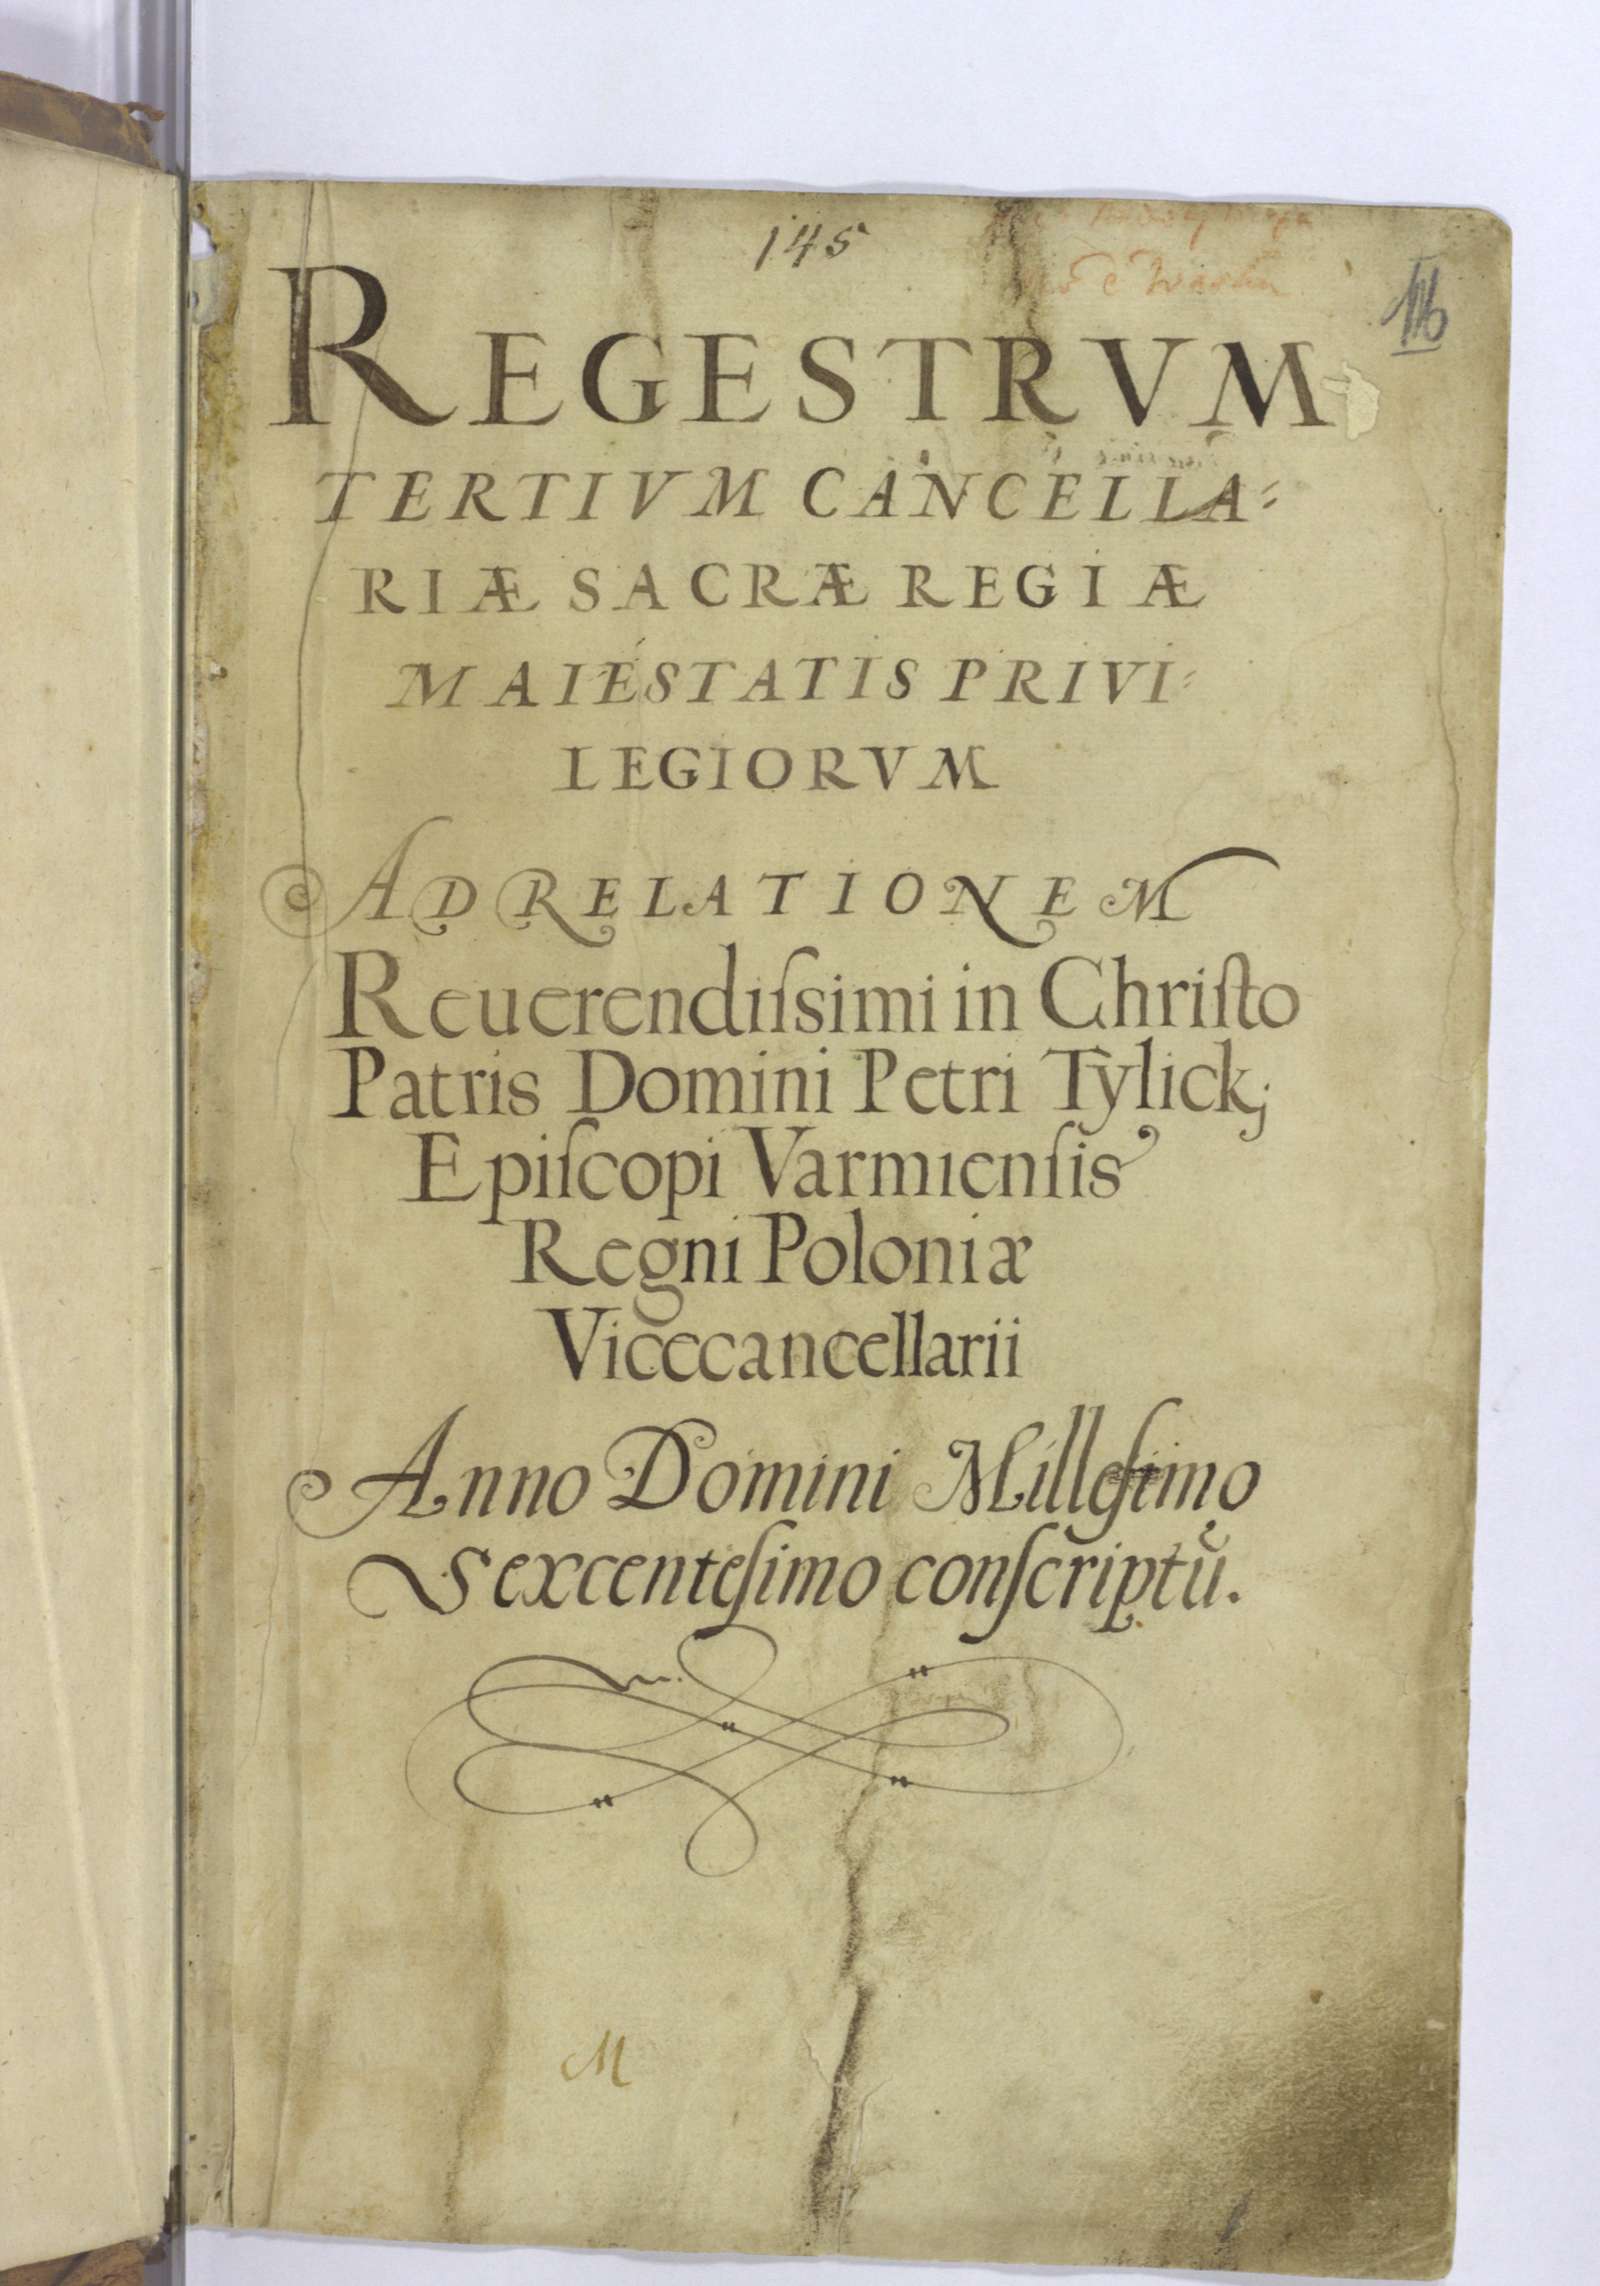 145
REGESTRVM
TERTIVM CANCELLA=
RIÆ SACRÆ REGIÆ
MAIESTATIS PRIVI=
LEGIORVM
AD RELATIONEM
Reuerendiſsimi in Chriſto
Patris Domini Petri Tylickj
Epiſcopi Varmienſis
Regni Poloniæ
Vicecancellarii
Anno Domini Milleſimo
Sexcenteſimo conſcriptū.
M